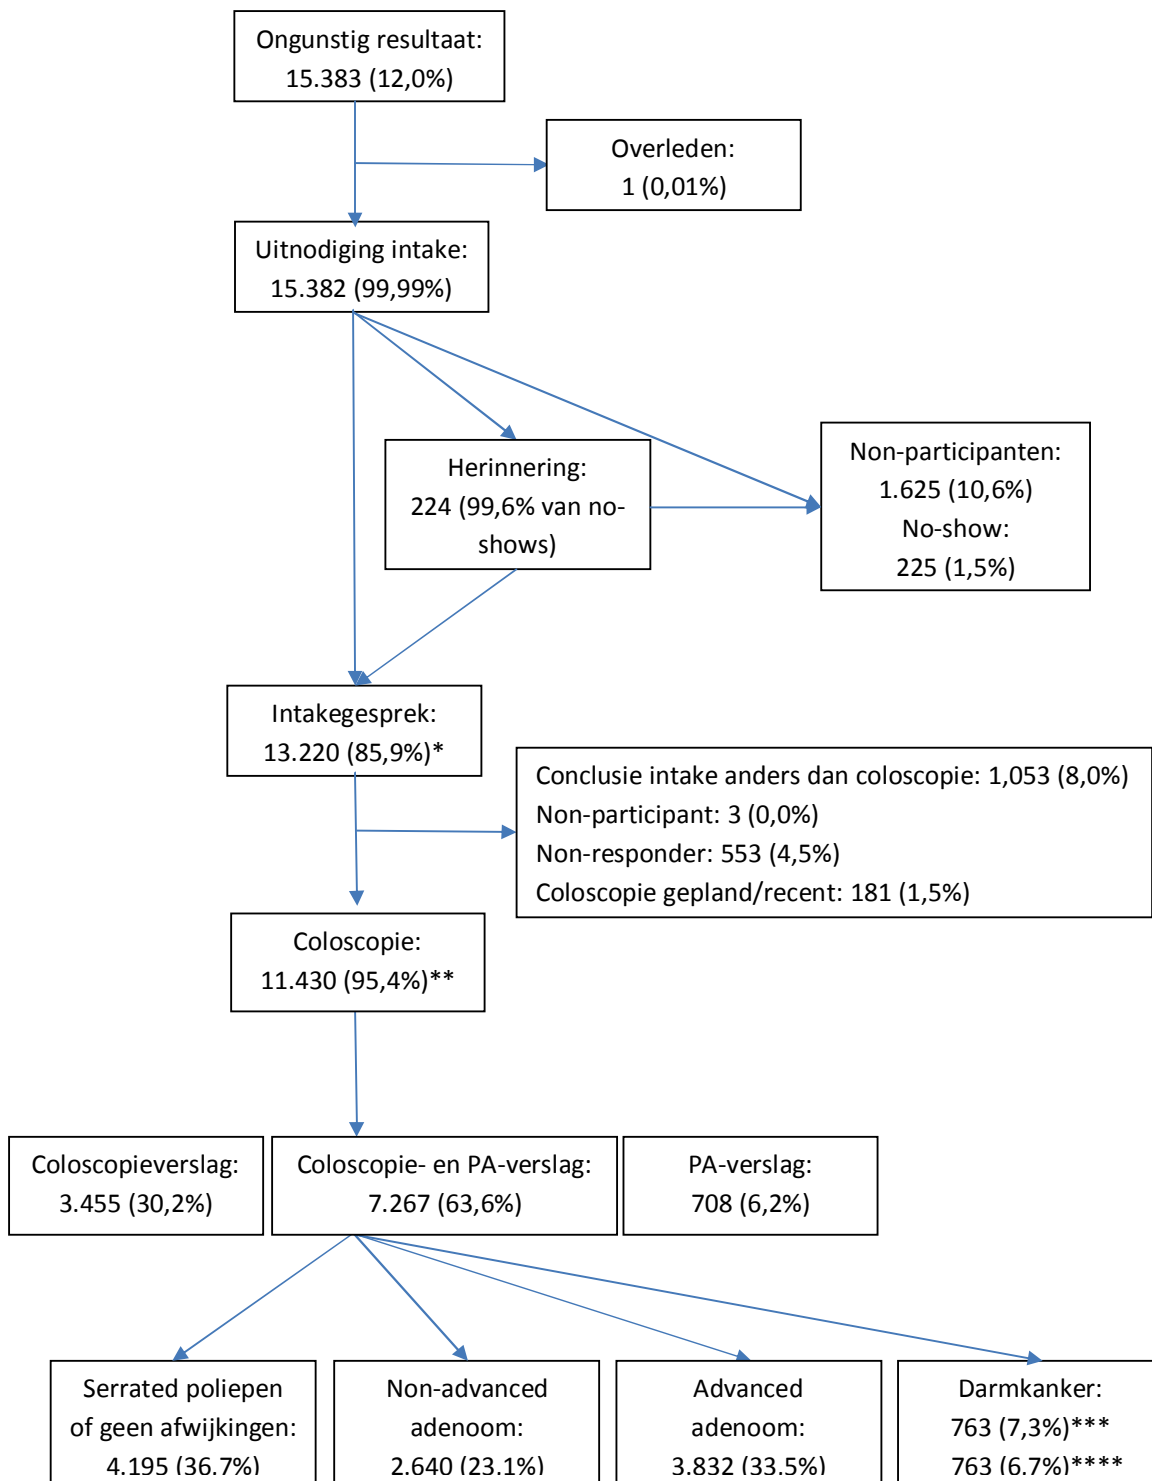 Ongunstig resultaat:
15.383 (12,0%)
Overleden:
1 (0,01%)
Uitnodiging intake:
15.382 (99,99%)
Herinnering:
224 (99,6% van no-
shows)
Non-participanten:
1.625 (10,6%)
No-show:
225 (1,5%)
Intakegesprek:
13.220 (85,9%)*
Conclusie intake anders dan coloscopie: 1,053 (8,0%)
Non-participant: 3 (0,0%)
Non-responder: 553 (4,5%)
Coloscopie gepland/recent: 181 (1,5%)
Coloscopie:
11.430 (95,4%)**
Coloscopieverslag:
3.455 (30,2%)
Coloscopie- en PA-verslag:
7.267 (63,6%)
PA-verslag:
708 (6,2%)
Serrated poliepen
of geen afwijkingen:
4.195 (36,7%)
Non-advanced
adenoom:
2.640 (23,1%)
Advanced
adenoom:
3.832 (33,5%)
Darmkanker:
763 (7,3%)***
763 (6,7%)****